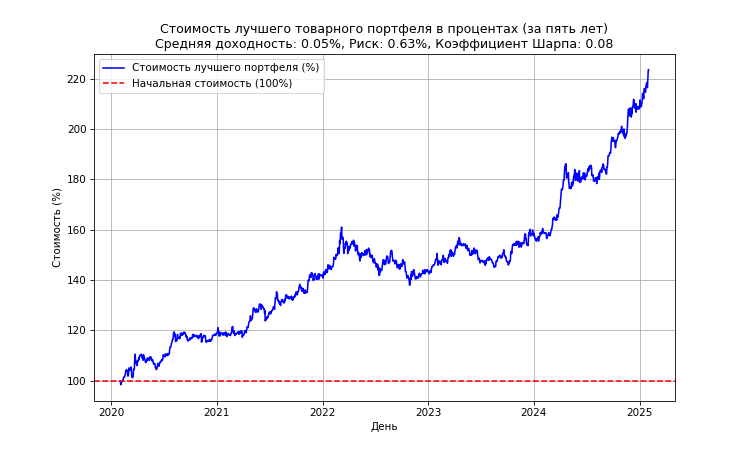 Стоимость лучшего товарного портфеля в процентах (за пять лет)
Средняя доходность: 0.05%, Риск: 0.63%, Коэффициент Шарпа: 0.08
Стоимость лучшего портфеля (%)
Начальная стоимость (100%)
Стоимость (%)
220
200
180
160
140
120
100
2020
2021
2022
2023
2024
2025
День